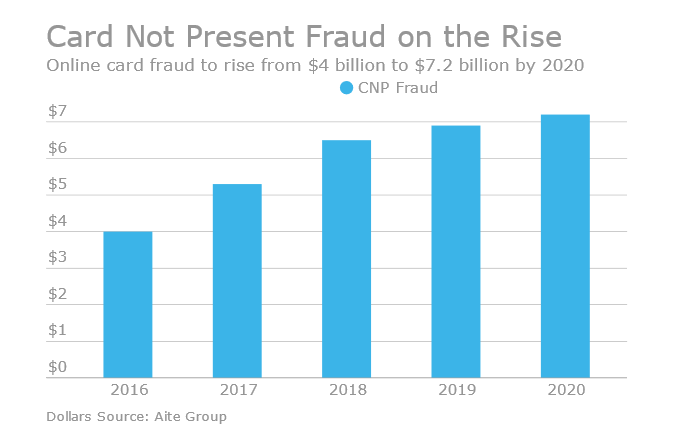 Card Not Present Fraud on the Rise
Online card fraud to rise from $4 billion to $7.2 billion by 2020
CNP Fraud
$7
$6
$5
$4
$3
$2
$1
$0
2016 2017 2018 2019 2020
Dollars Source: Aite Group